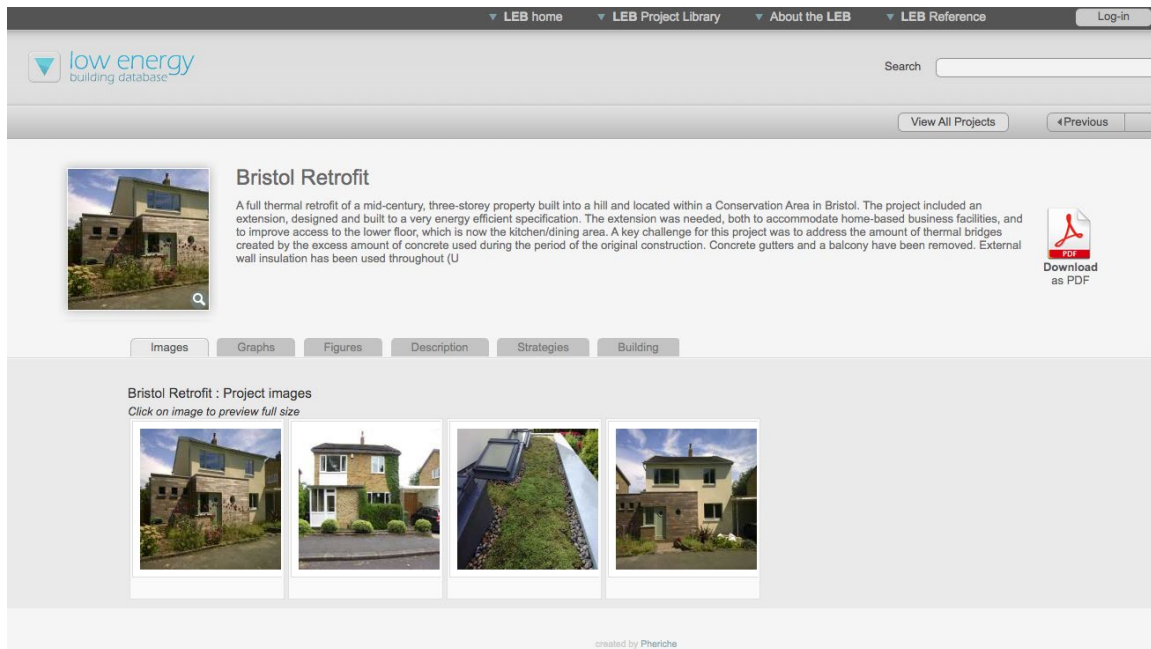 LEB home LEB Project Library About the LEB LEB Reference Log-in
low energy
building database
Search
View All Projects Previous
Bristol Retrofit
A full thermal retrofit of a mid-century, three-storey property built into a hill and located within a Conservation Area in Bristol. The project included an
extension, designed and built to a very energy efficient specification. The extension was needed, both to accommodate home-based business facilities, and
to improve access to the lower floor, which is now the kitchen/dining area. A key challenge for this project was to address the amount of thermal bridges
created by the excess amount of concrete used during the period of the original construction. Concrete gutters and a balcony have been removed. External
wall insulation has been used throughout (U
PDF
Download
as PDF
Images Graphs Figures Description Strategies Building
Bristol Retrofit : Project images
Click on image to preview full size
created by Pheriche